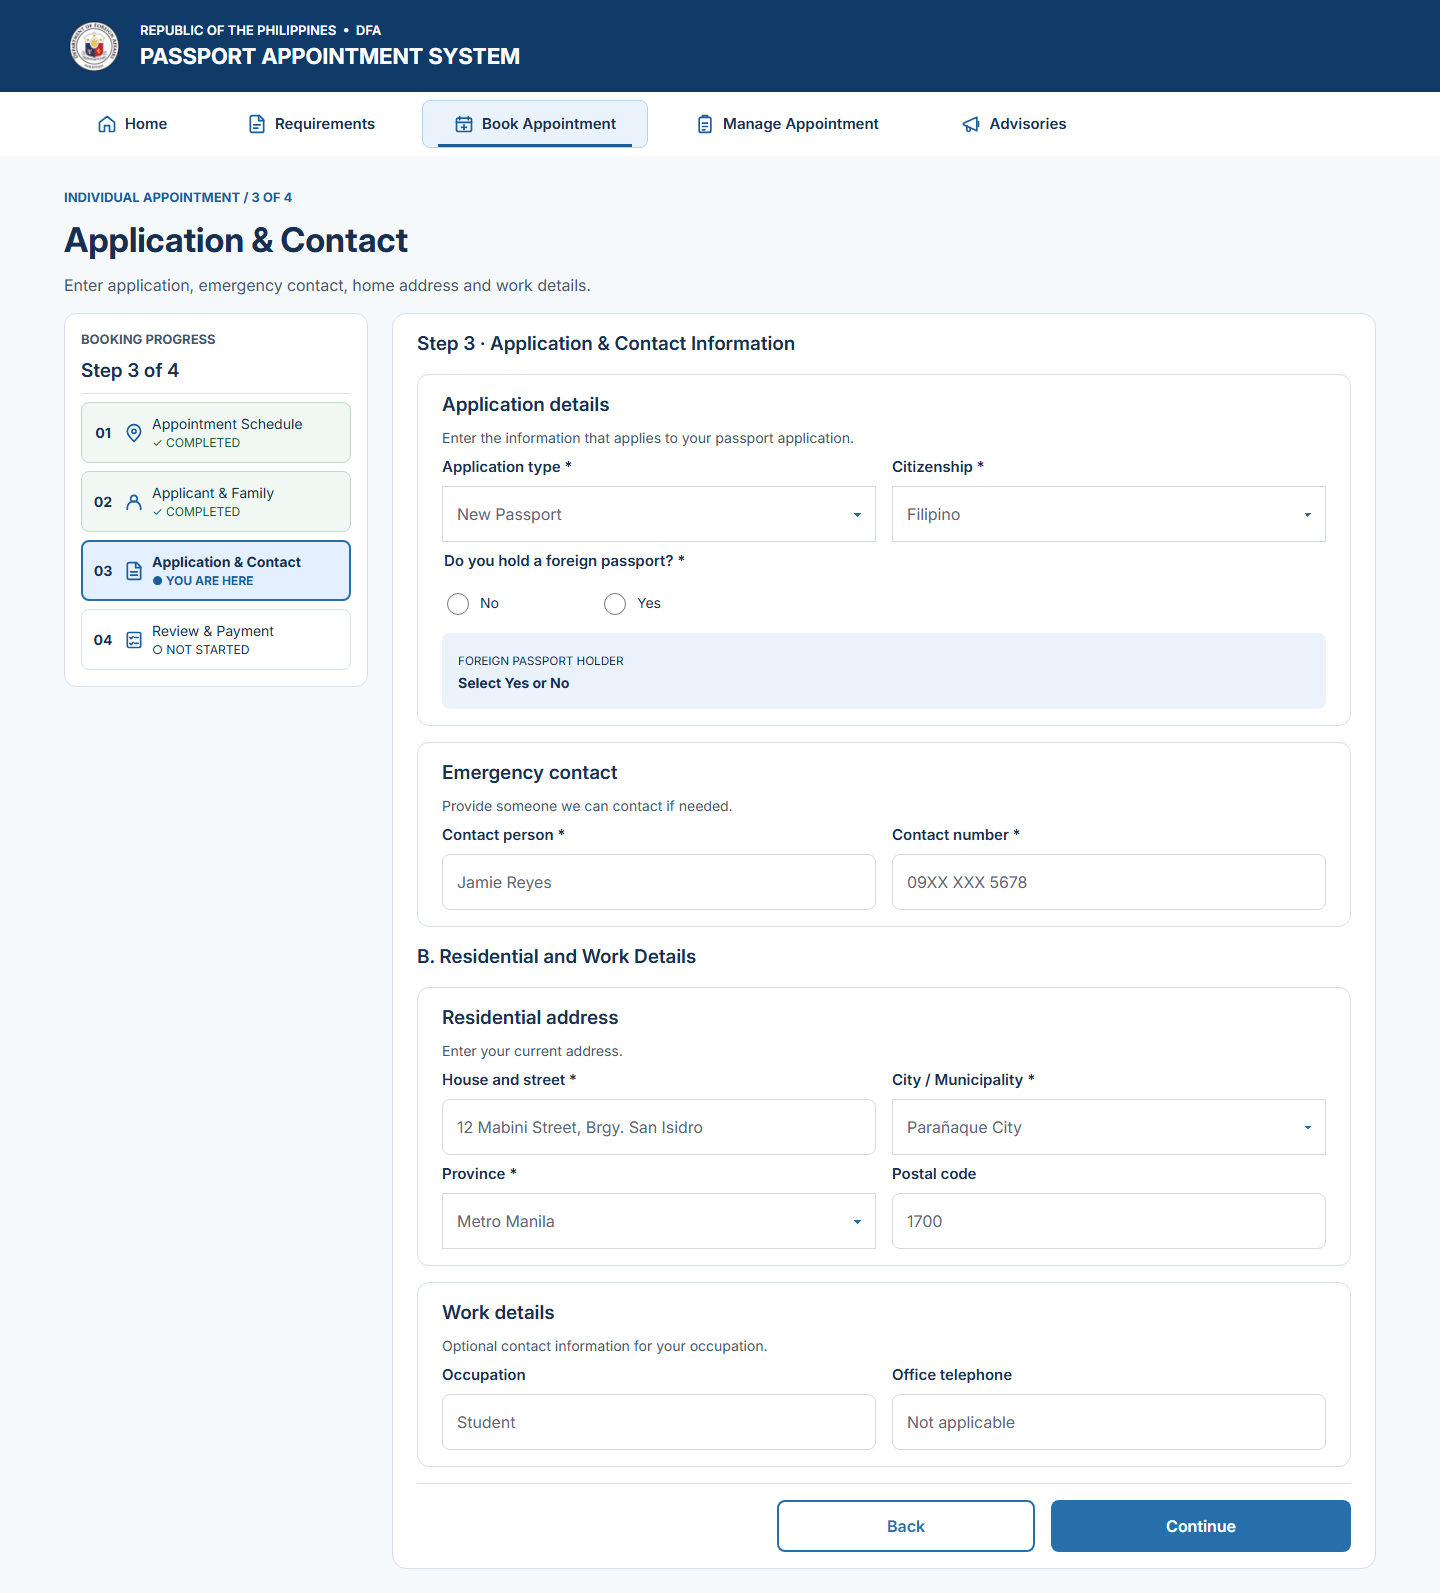 REPUBLIC OF THE PHILIPPINES • DFA
PASSPORT APPOINTMENT SYSTEM
Home
Requirements
Book Appointment
Manage Appointment
Advisories
INDIVIDUAL APPOINTMENT / 3 OF 4
Application & Contact
Enter application, emergency contact, home address and work details.
BOOKING PROGRESS
Step 3 of 4
01
Appointment Schedule
✓ COMPLETED
02
Applicant & Family
✓ COMPLETED
03
Application & Contact
● YOU ARE HERE
04
Review & Payment
○ NOT STARTED
Step 3 · Application & Contact Information
Application details
Enter the information that applies to your passport application.
Application type *
Citizenship *
New Passport
Filipino
Do you hold a foreign passport? *
No
Yes
FOREIGN PASSPORT HOLDER
Select Yes or No
Emergency contact
Provide someone we can contact if needed.
Contact person *
Contact number *
Jamie Reyes
09XX XXX 5678
B. Residential and Work Details
Residential address
Enter your current address.
House and street *
City / Municipality *
12 Mabini Street, Brgy. San Isidro
Parañaque City
Province *
Postal code
Metro Manila
1700
Work details
Optional contact information for your occupation.
Occupation
Office telephone
Student
Not applicable
Back
Continue